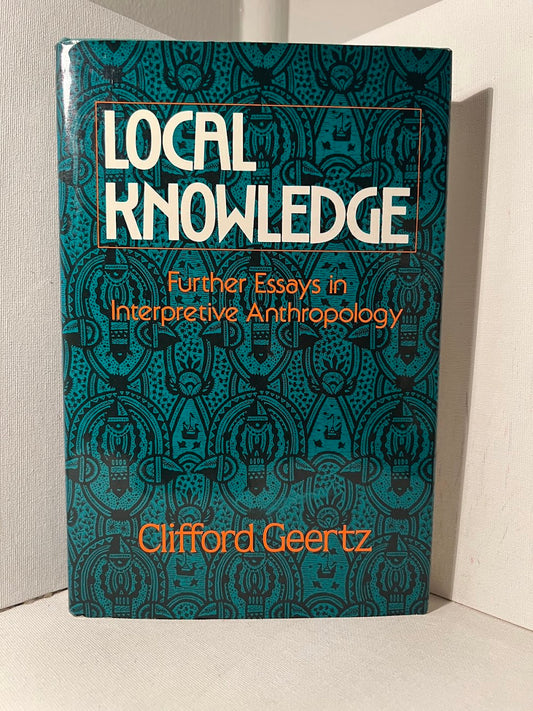 LOCAL
KNOWLEDGE
Further Essays in
Interpretive Anthropology
Clifford Geertz